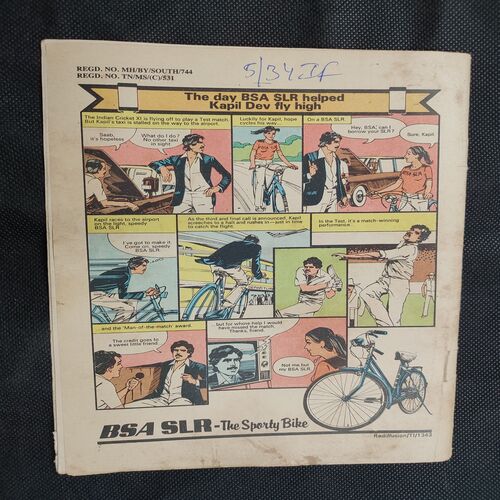 REGD. NO. MH/BY/SOUTH/744
REGD. NO. TN/MS/(C)/531
The day BSA SLR helped
Kapil Dev fly high
The Indian Cricket XI is flying off to play a Test match.
But Kapil's taxi is stalled on the way to the airport.
Saab,
it's hopeless
What do I do?
No other taxi
in sight.
Luckily for Kapil, hope
cycles his way...
On a BSA SLR.
Hey, BSA, can I
borrow your SLR?
Sure, Kapil.
Kapil races to the airport
on the light, speedy
BSA SLR.
I've got to make it.
Come on, speedy
BSA SLR.
As the third and final call is announced, Kapil
screeches to a halt and rushes in—just in time
to catch the flight.
In the Test, it's a match-winning
performance.
...and the 'Man-of-the-match' award.
The credit goes to
a sweet little friend...
...but for whose help I would
have missed the match.
Thanks, friend.
Not me but
my BSA SLR.
BSA SLR-The Sporty Bike
Rediffusion/TI/1343